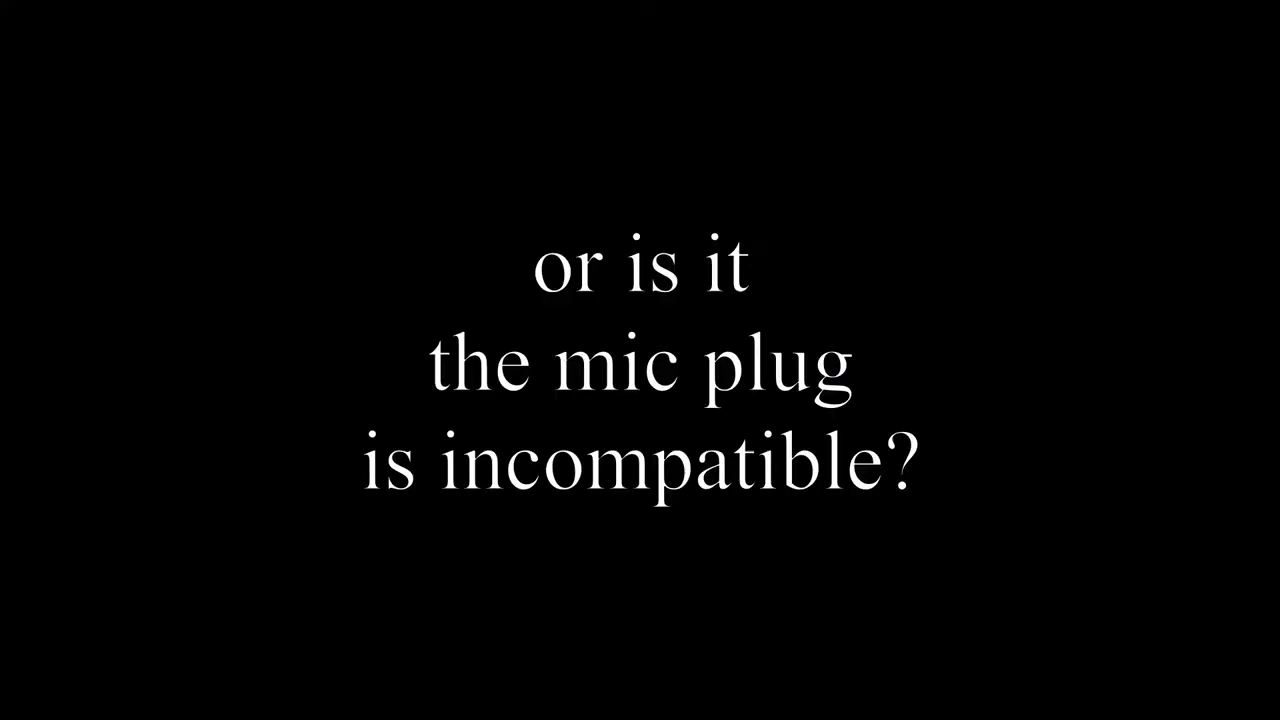 or is it
the mic plug
is incompatible?